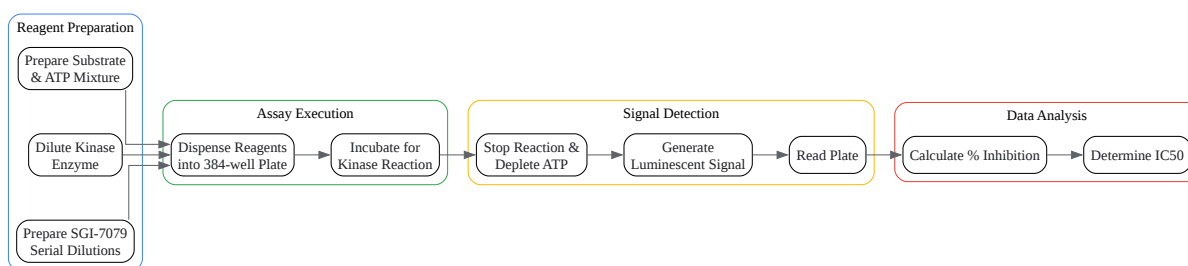 Reagent Preparation
Prepare Substrate
& ATP Mixture
Dilute Kinase
Enzyme
Prepare SGI-7079
Serial Dilutions
Assay Execution
Dispense Reagents
into 384-well Plate
Incubate for
Kinase Reaction
Signal Detection
Stop Reaction &
Deplete ATP
Generate
Luminescent Signal
Read Plate
Data Analysis
Calculate % Inhibition
Determine IC50